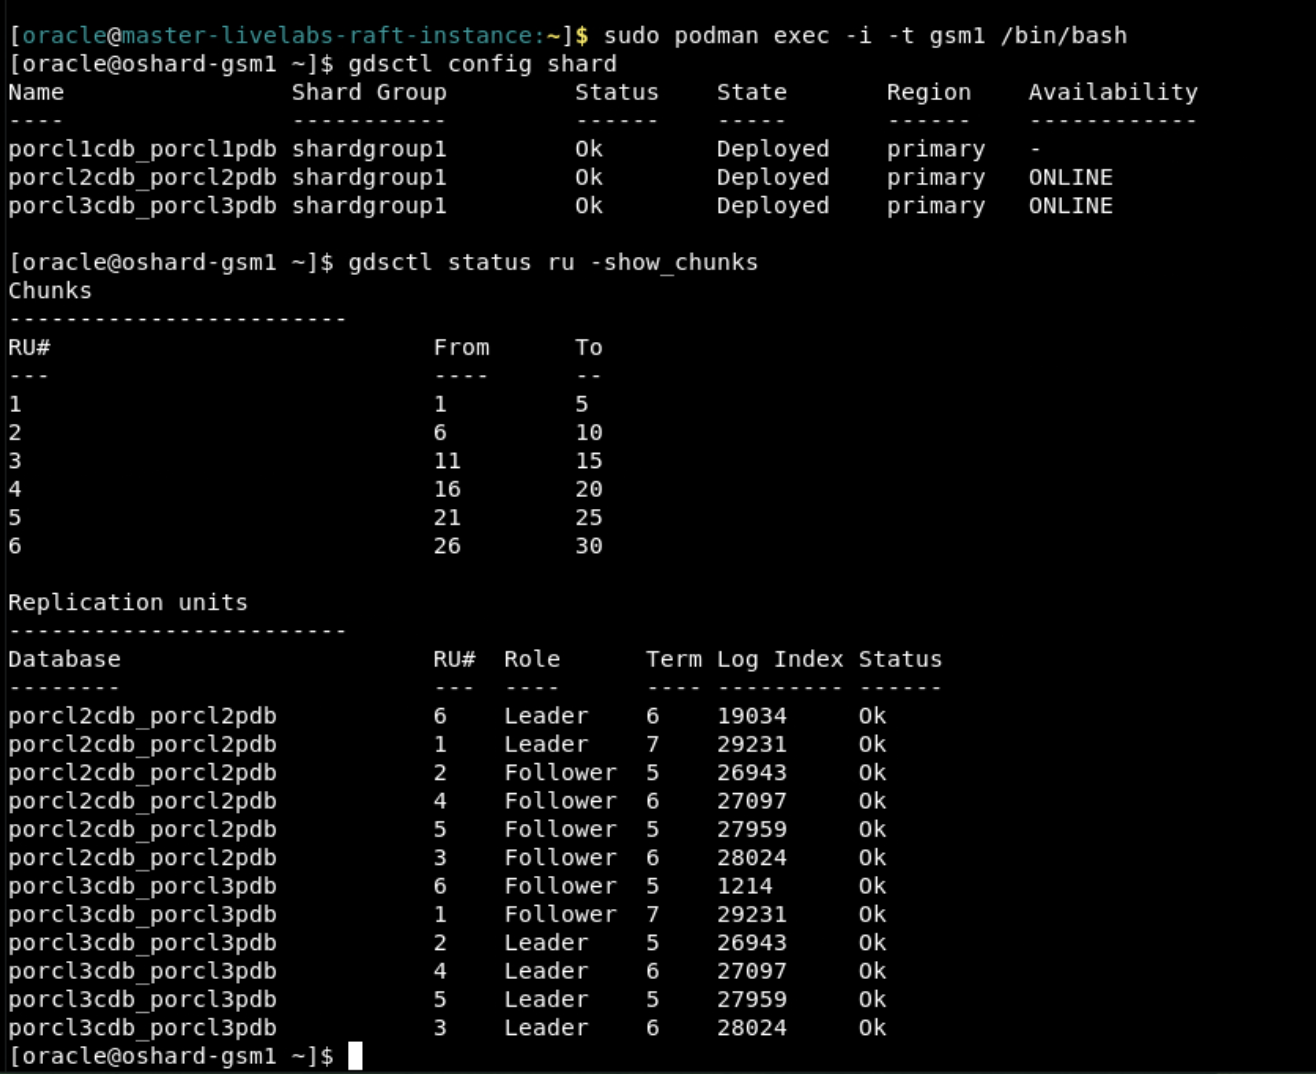 [oracle@master-livelabs-raft-instance:~]$ sudo podman exec -i -t gsm1 /bin/bash
[oracle@oshard-gsm1 ~]$ gdsctl config shard
Name                Shard Group         Status    State       Region    Availability
----                -----------         ------    -----       ------    ------------
porcl1cdb_porcl1pdb shardgroup1         Ok        Deployed    primary   -
porcl2cdb_porcl2pdb shardgroup1         Ok        Deployed    primary   ONLINE
porcl3cdb_porcl3pdb shardgroup1         Ok        Deployed    primary   ONLINE

[oracle@oshard-gsm1 ~]$ gdsctl status ru -show_chunks
Chunks
------------------------
RU#                           From      To
---                           ----      --
1                             1         5
2                             6         10
3                             11        15
4                             16        20
5                             21        25
6                             26        30

Replication units
------------------------
Database                      RU#  Role      Term Log Index Status
--------                      ---  ----      ---- --------- ------
porcl2cdb_porcl2pdb           6    Leader    6    19034     Ok
porcl2cdb_porcl2pdb           1    Leader    7    29231     Ok
porcl2cdb_porcl2pdb           2    Follower  5    26943     Ok
porcl2cdb_porcl2pdb           4    Follower  6    27097     Ok
porcl2cdb_porcl2pdb           5    Follower  5    27959     Ok
porcl2cdb_porcl2pdb           3    Follower  6    28024     Ok
porcl3cdb_porcl3pdb           6    Follower  5    1214      Ok
porcl3cdb_porcl3pdb           1    Follower  7    29231     Ok
porcl3cdb_porcl3pdb           2    Leader    5    26943     Ok
porcl3cdb_porcl3pdb           4    Leader    6    27097     Ok
porcl3cdb_porcl3pdb           5    Leader    5    27959     Ok
porcl3cdb_porcl3pdb           3    Leader    6    28024     Ok
[oracle@oshard-gsm1 ~]$